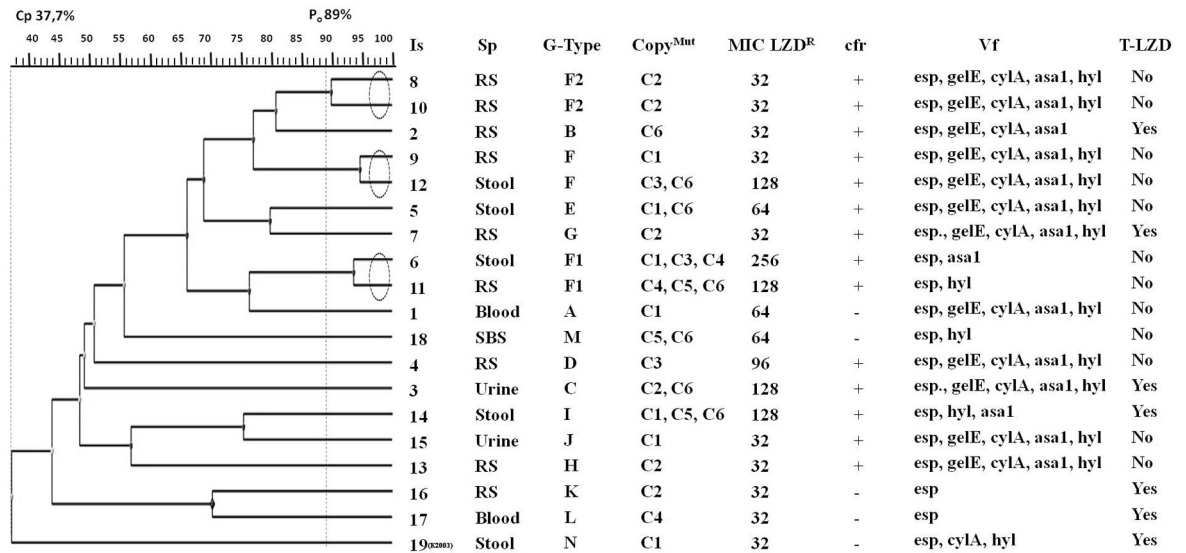 Cp 37,7% Pₒ 89%
40 45 50 55 60 65 70 75 80 85 90 95 100
Is Sp G-Type Copy^Mut MIC LZD^R cfr Vf T-LZD
8 RS F2 C2 32 + esp, gelE, cylA, asa1, hyl No
10 RS F2 C2 32 + esp, gelE, cylA, asa1, hyl No
2 RS B C6 32 + esp, gelE, cylA, asa1 Yes
9 RS F C1 32 + esp, gelE, cylA, asa1, hyl No
12 Stool F C3, C6 128 + esp, gelE, cylA, asa1, hyl No
5 Stool E C1, C6 64 + esp, gelE, cylA, asa1, hyl No
7 RS G C2 32 + esp., gelE, cylA, asa1, hyl Yes
6 Stool F1 C1, C3, C4 256 + esp, asa1 No
11 RS F1 C4, C5, C6 128 + esp, hyl No
1 Blood A C1 64 - esp, gelE, cylA, asa1, hyl No
18 SBS M C5, C6 64 - esp, hyl No
4 RS D C3 96 + esp, gelE, cylA, asa1, hyl No
3 Urine C C2, C6 128 + esp., gelE, cylA, asa1, hyl Yes
14 Stool I C1, C5, C6 128 + esp, hyl, asa1 Yes
15 Urine J C1 32 + esp, gelE, cylA, asa1, hyl No
13 RS H C2 32 + esp, gelE, cylA, asa1, hyl No
16 RS K C2 32 - esp Yes
17 Blood L C4 32 - esp Yes
19(K2003) Stool N C1 32 - esp, cylA, hyl Yes